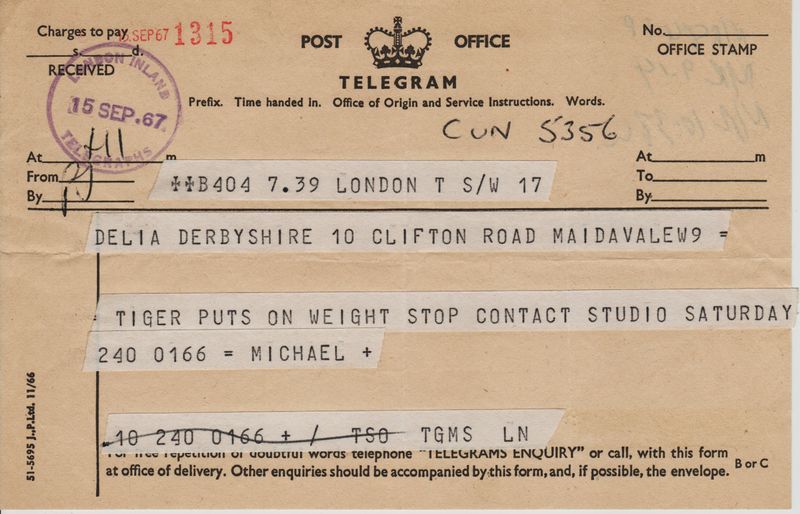 Charges to pay
15 SEP 67 1315
s. d.
RECEIVED
POST OFFICE
TELEGRAM
No.
OFFICE STAMP
Prefix. Time handed in. Office of Origin and Service Instructions. Words.
LONDON INLAND
15 SEP. 67
TELEGRAPHS
CUN 5356
At m
From
By
At m
To
By
‡‡B404 7.39 LONDON T S/W 17
DELIA DERBYSHIRE 10 CLIFTON ROAD MAIDAVALEW9 =
TIGER PUTS ON WEIGHT STOP CONTACT STUDIO SATURDAY
240 0166 = MICHAEL +
10 240 0166 + / TSO TGMS LN
For free repetition of doubtful words telephone "TELEGRAMS ENQUIRY" or call, with this form
at office of delivery. Other enquiries should be accompanied by this form, and, if possible, the envelope.
B or C
51-5695 J.,P.Ltd. 11/66